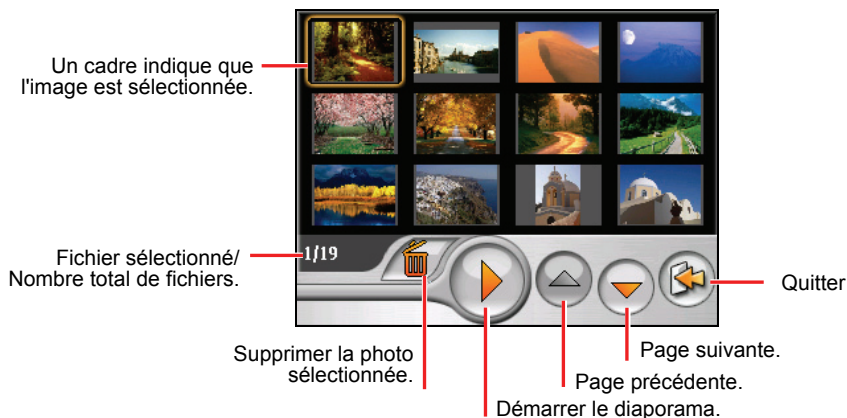 Un cadre indique que
l'image est sélectionnée.
1/19
Fichier sélectionné/
Nombre total de fichiers.
Quitter
Supprimer la photo
sélectionnée.
Page suivante.
Page précédente.
Démarrer le diaporama.